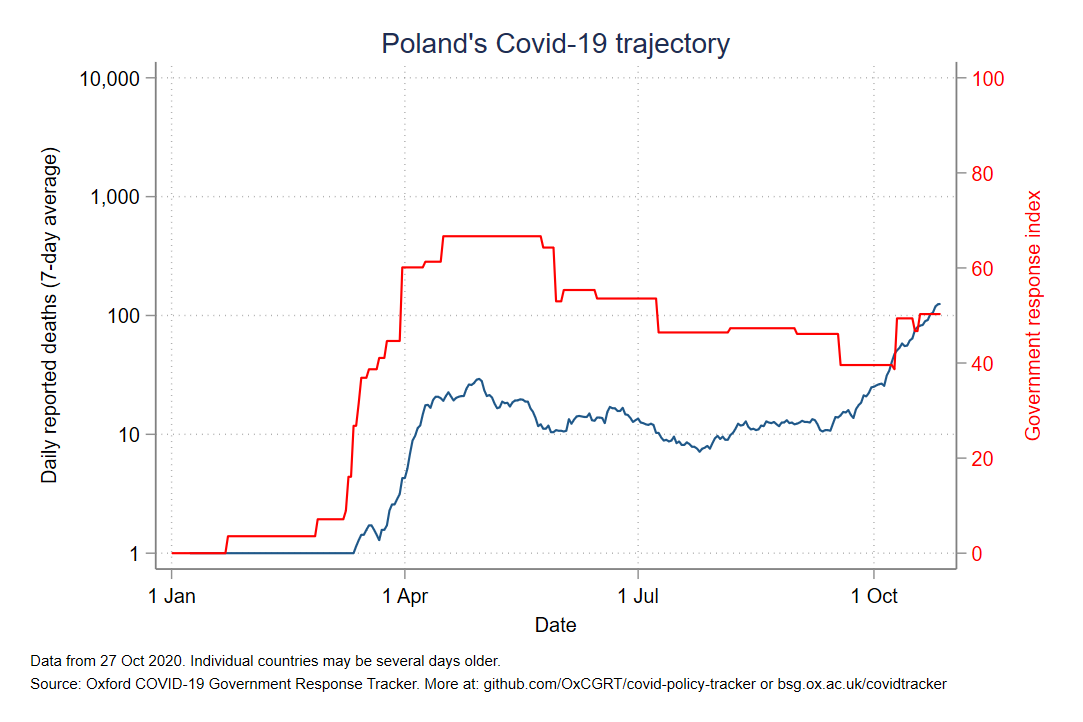 Poland's Covid-19 trajectory
10,000
1,000
100
10
1
Daily reported deaths (7-day average)
100
80
60
40
20
0
Government response index
1 Jan
1 Apr
1 Jul
1 Oct
Date
Data from 27 Oct 2020. Individual countries may be several days older.
Source: Oxford COVID-19 Government Response Tracker. More at: github.com/OxCGRT/covid-policy-tracker or bsg.ox.ac.uk/covidtracker